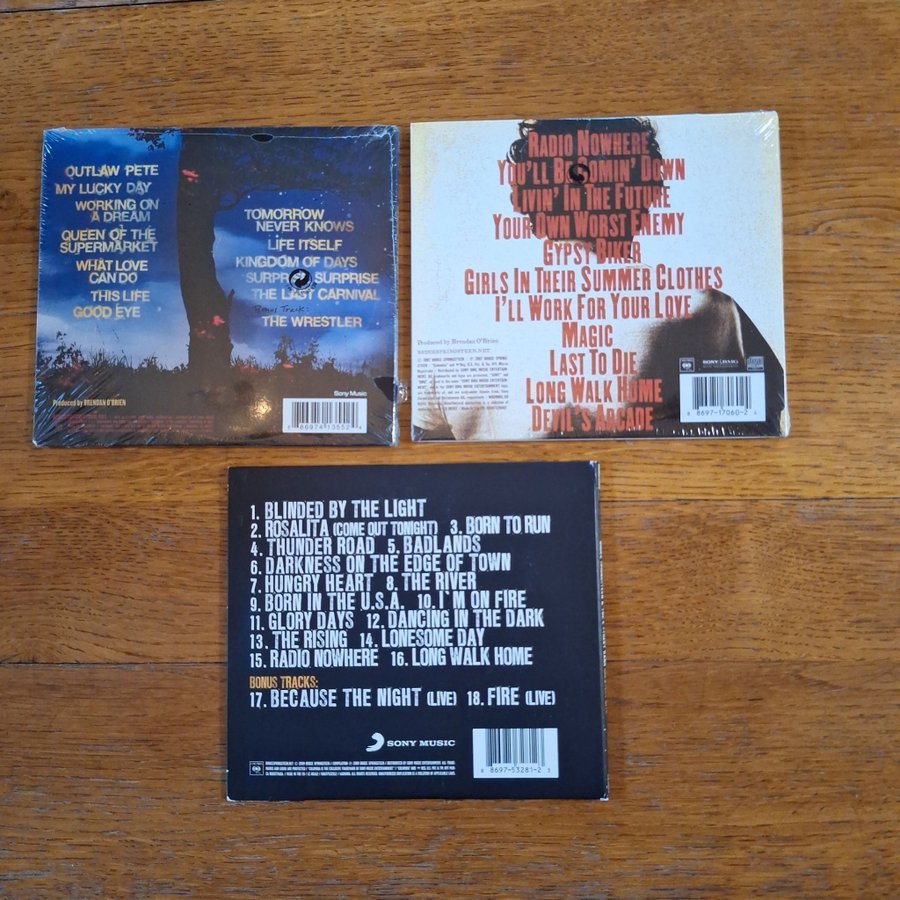 OUTLAW PETE
MY LUCKY DAY
WORKING ON
A DREAM
QUEEN OF THE
SUPERMARKET
WHAT LOVE
CAN DO
THIS LIFE
GOOD EYE
TOMORROW
NEVER KNOWS
LIFE ITSELF
KINGDOM OF DAYS
SURPRISE SURPRISE
THE LAST CARNIVAL
Bonus Track:
THE WRESTLER
Produced by BRENDAN O'BRIEN
Sony Music
RADIO NOWHERE
YOU'LL BE COMIN' DOWN
LIVIN' IN THE FUTURE
YOUR OWN WORST ENEMY
GYPSY BIKER
GIRLS IN THEIR SUMMER CLOTHES
I'LL WORK FOR YOUR LOVE
MAGIC
LAST TO DIE
LONG WALK HOME
DEVIL'S ARCADE
Produced by Brendan O'Brien
BRUCESPRINGSTEEN.NET
SONY BMG
8697-17060-2
1. BLINDED BY THE LIGHT
2. ROSALITA (COME OUT TONIGHT) 3. BORN TO RUN
4. THUNDER ROAD 5. BADLANDS
6. DARKNESS ON THE EDGE OF TOWN
7. HUNGRY HEART 8. THE RIVER
9. BORN IN THE U.S.A. 10. I'M ON FIRE
11. GLORY DAYS 12. DANCING IN THE DARK
13. THE RISING 14. LONESOME DAY
15. RADIO NOWHERE 16. LONG WALK HOME
BONUS TRACKS:
17. BECAUSE THE NIGHT (LIVE) 18. FIRE (LIVE)
SONY MUSIC
8 8697-53281-2 3